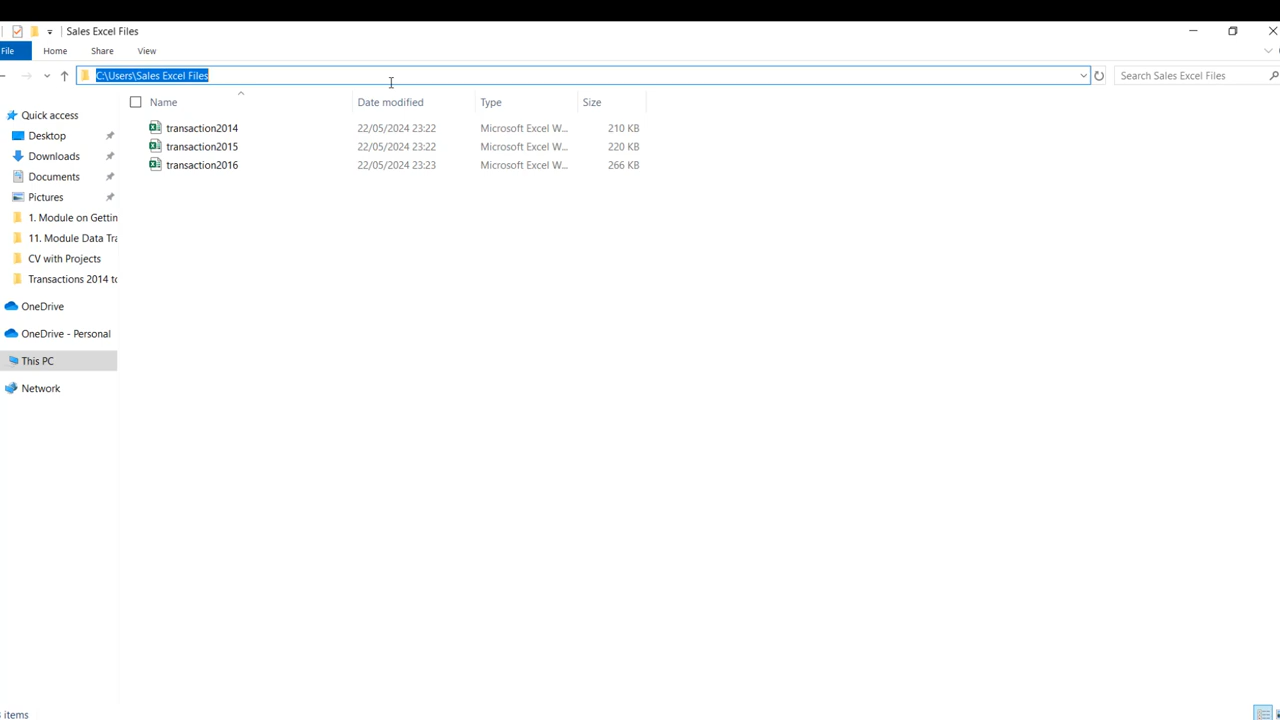 Sales Excel Files
File Home Share View
C:\Users\Sales Excel Files
Search Sales Excel Files
Name Date modified Type Size
transaction2014 22/05/2024 23:22 Microsoft Excel W... 210 KB
transaction2015 22/05/2024 23:22 Microsoft Excel W... 220 KB
transaction2016 22/05/2024 23:23 Microsoft Excel W... 266 KB
Quick access
Desktop
Downloads
Documents
Pictures
1. Module on Gettin
11. Module Data Tra
CV with Projects
Transactions 2014 to
OneDrive
OneDrive - Personal
This PC
Network
items